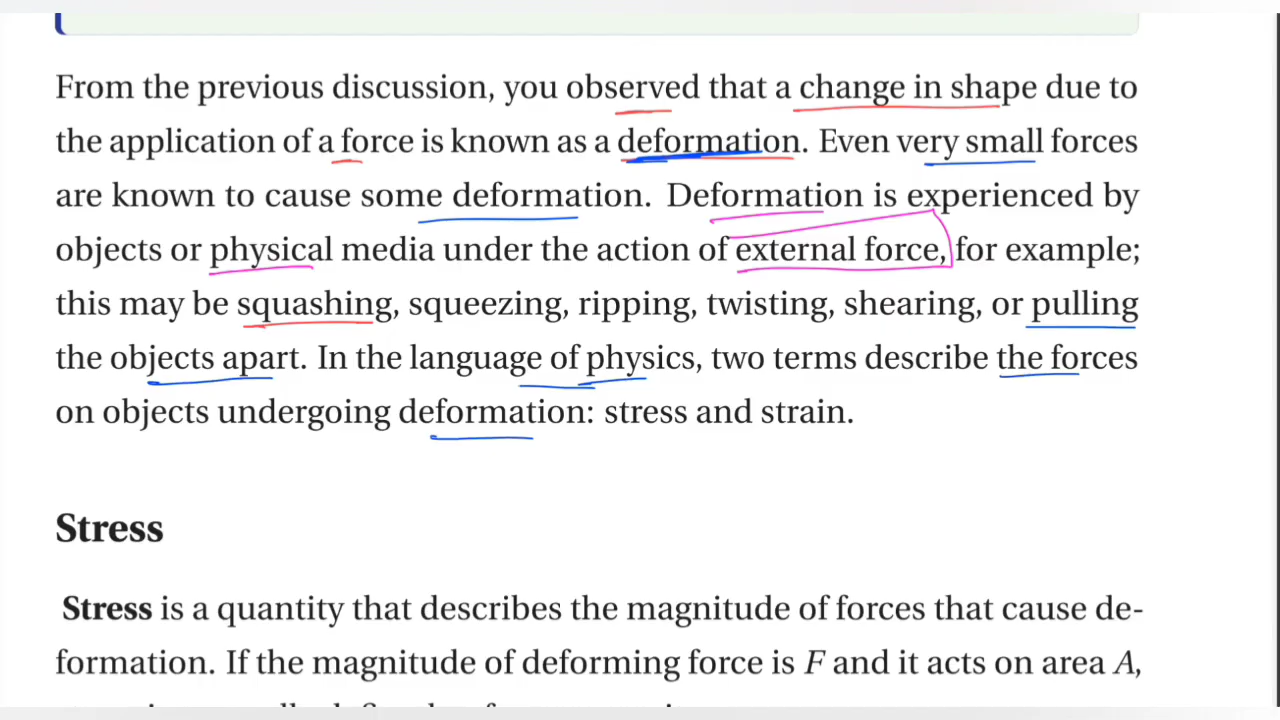 From the previous discussion, you observed that a change in shape due to
the application of a force is known as a deformation. Even very small forces
are known to cause some deformation. Deformation is experienced by
objects or physical media under the action of external force, for example;
this may be squashing, squeezing, ripping, twisting, shearing, or pulling
the objects apart. In the language of physics, two terms describe the forces
on objects undergoing deformation: stress and strain.
Stress
Stress is a quantity that describes the magnitude of forces that cause de-
formation. If the magnitude of deforming force is F and it acts on area A,